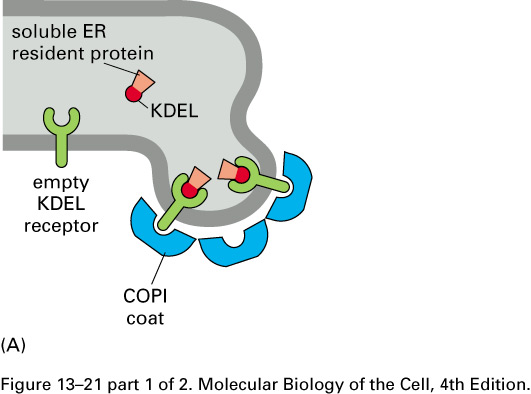 soluble ER
resident protein
KDEL
empty
KDEL
receptor
COPI
coat
(A)
Figure 13–21 part 1 of 2. Molecular Biology of the Cell, 4th Edition.